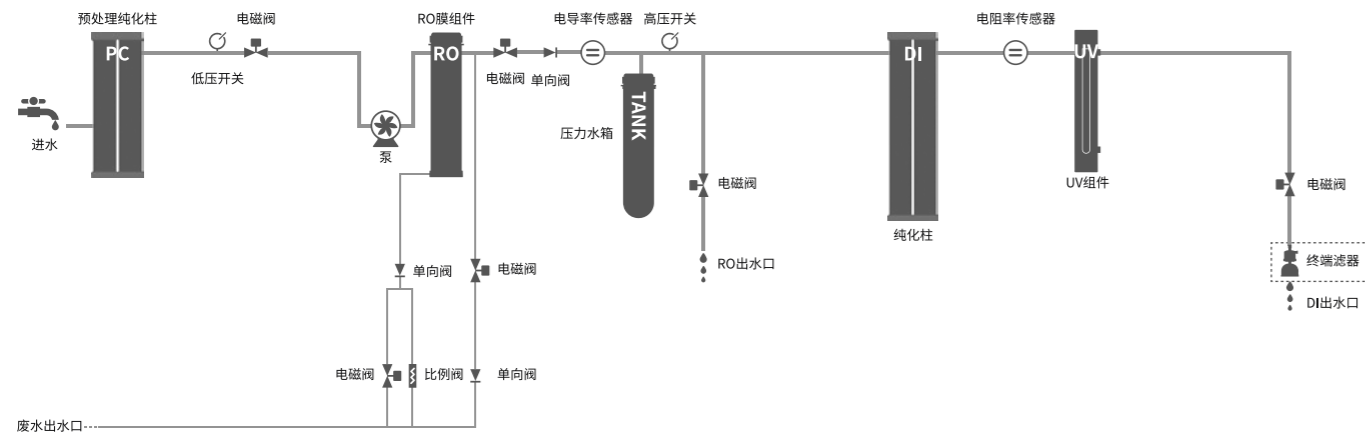 预处理纯化柱
电磁阀
RO膜组件
电导率传感器
高压开关
电阻率传感器
PC
RO
DI
UV
低压开关
电磁阀
单向阀
TANK
进水
泵
压力水箱
电磁阀
UV组件
电磁阀
纯化柱
单向阀
电磁阀
RO出水口
终端滤器
DI出水口
电磁阀
比例阀
单向阀
废水出水口